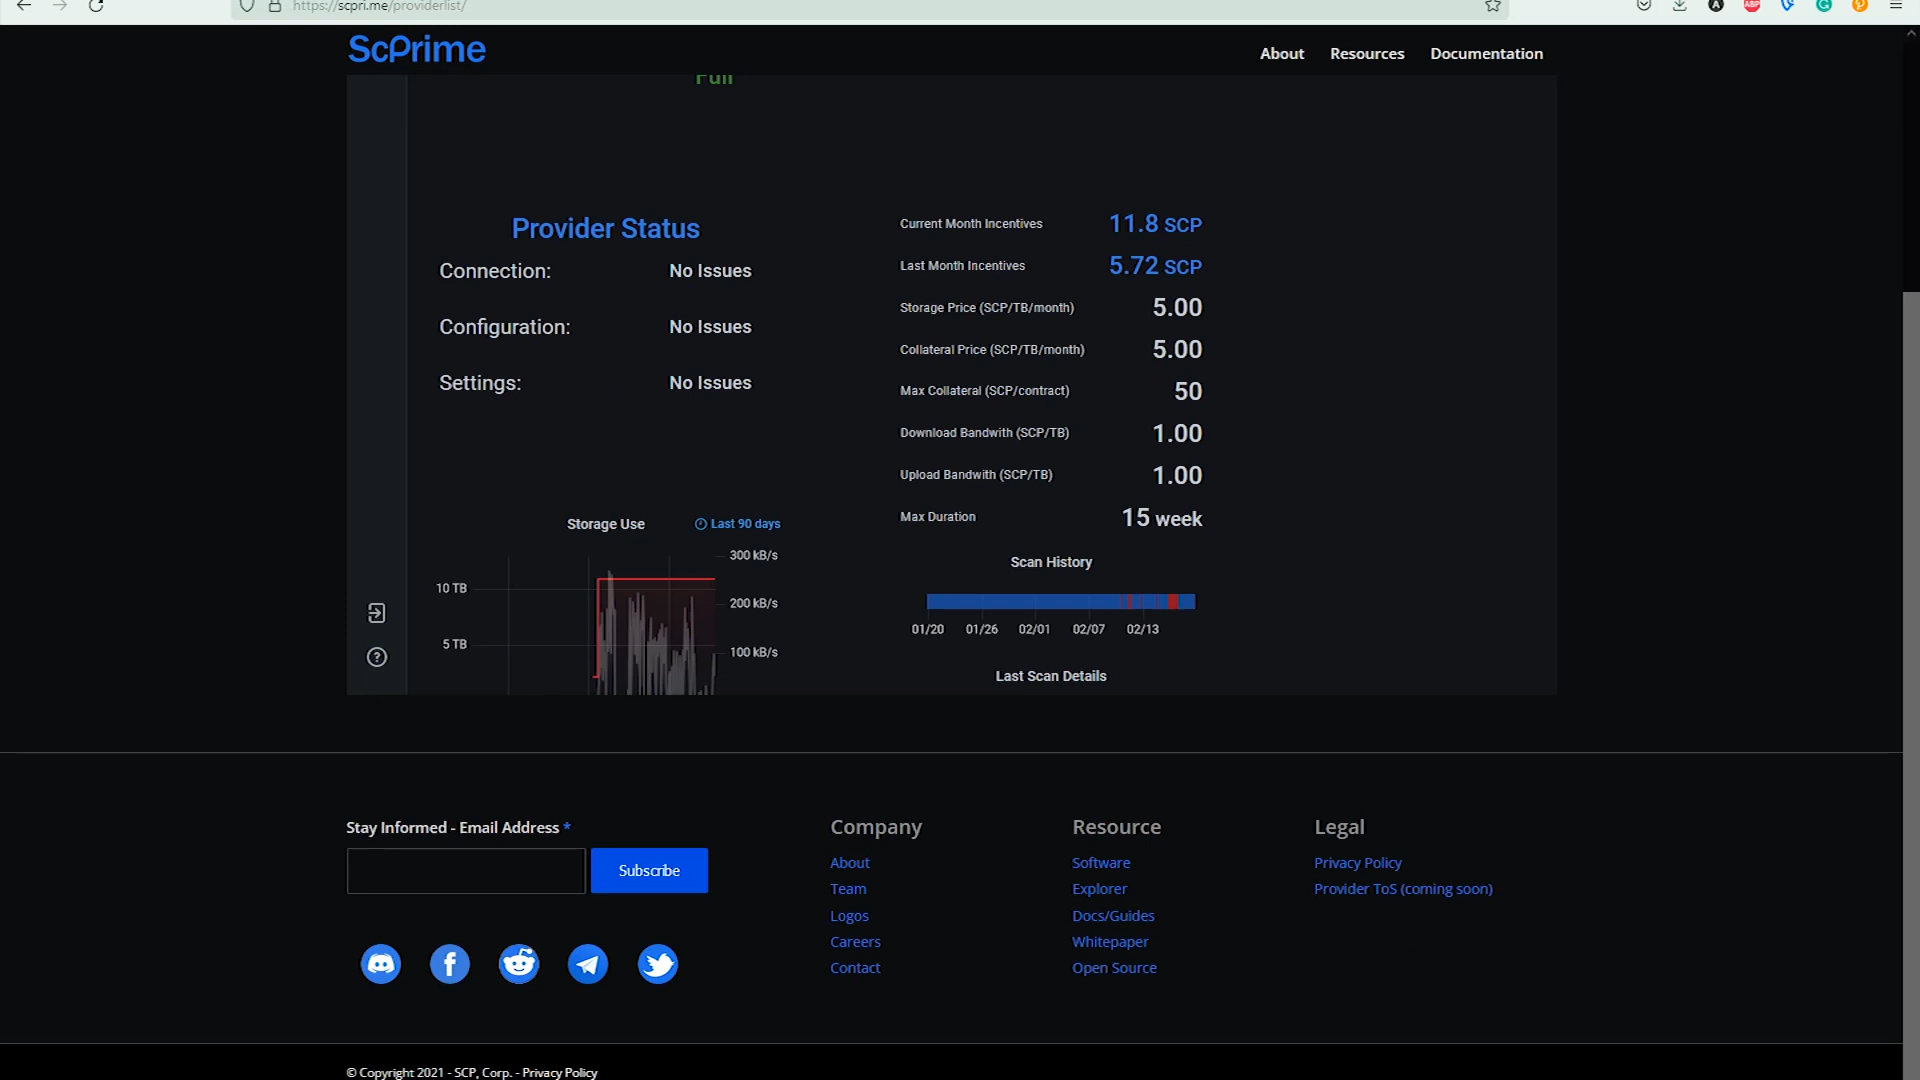 https://scpri.me/providerlist/
ScPrime
About
Resources
Documentation
Full
Provider Status
Connection:
No Issues
Configuration:
No Issues
Settings:
No Issues
Current Month Incentives
11.8 SCP
Last Month Incentives
5.72 SCP
Storage Price (SCP/TB/month)
5.00
Collateral Price (SCP/TB/month)
5.00
Max Collateral (SCP/contract)
50
Download Bandwith (SCP/TB)
1.00
Upload Bandwith (SCP/TB)
1.00
Max Duration
15 week
Storage Use
Last 90 days
300 kB/s
10 TB
200 kB/s
5 TB
100 kB/s
Scan History
01/20 01/26 02/01 02/07 02/13
Last Scan Details
Stay Informed - Email Address *
Subscribe
Company
About
Team
Logos
Careers
Contact
Resource
Software
Explorer
Docs/Guides
Whitepaper
Open Source
Legal
Privacy Policy
Provider ToS (coming soon)
© Copyright 2021 - SCP, Corp. - Privacy Policy
ABP
A